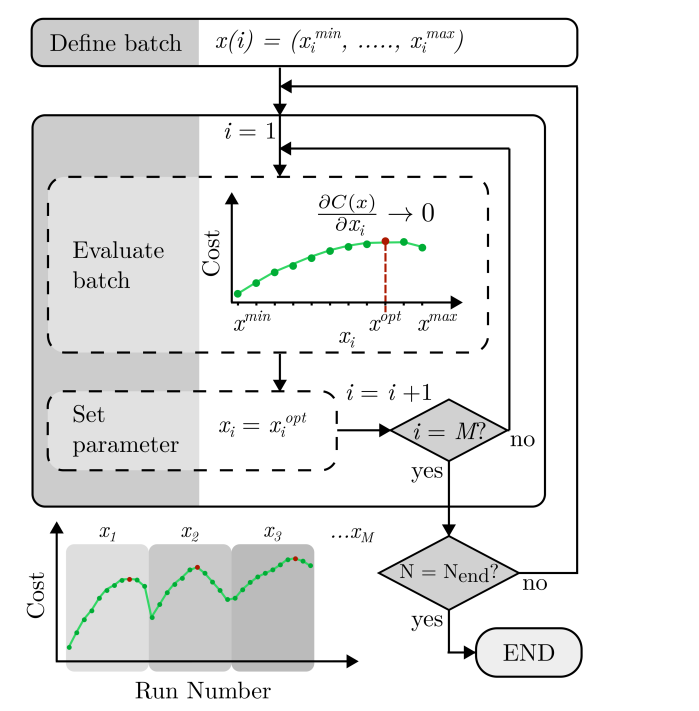 Define batch x(i) = (x_i^min, ....., x_i^max)
i = 1
∂C(x)/∂x_i → 0
Cost
Evaluate
batch
x^min x^opt x^max
x_i
i = i +1
Set
parameter
x_i = x_i^opt
i = M?
no
yes
x_1 x_2 x_3 ...x_M
Cost
Run Number
N = N_end?
no
yes
END